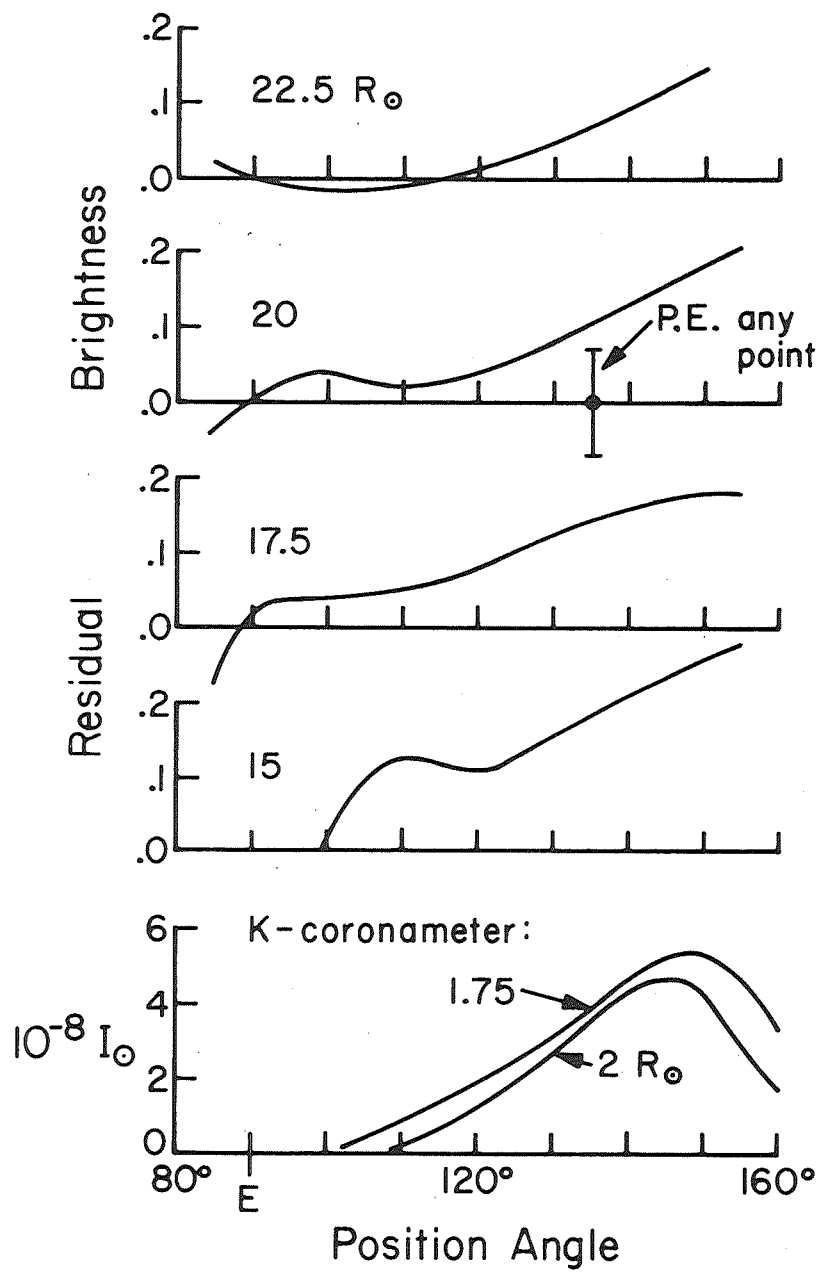 .2
22.5 R☉
.1
.0
Brightness
.2
20
.1
.0
P.E. any
point
.2
17.5
.1
.0
Residual
.2
15
.1
.0
6
K-coronameter:
1.75
4
10⁻⁸ I☉
2 R☉
2
0
80°
E
120°
160°
Position Angle